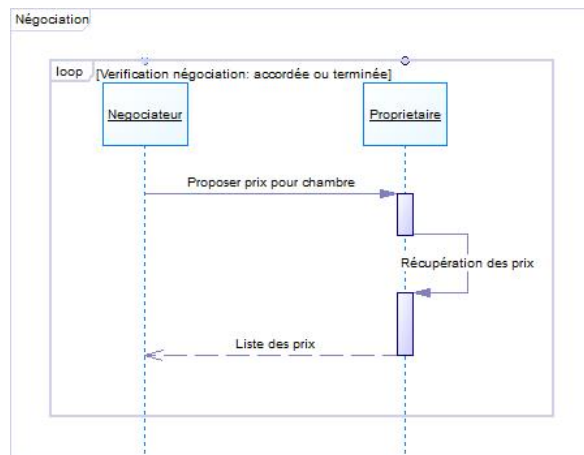 Négociation
loop [Verification négociation: accordée ou terminée]
Negociateur
Proprietaire
Proposer prix pour chambre
Récupération des prix
Liste des prix